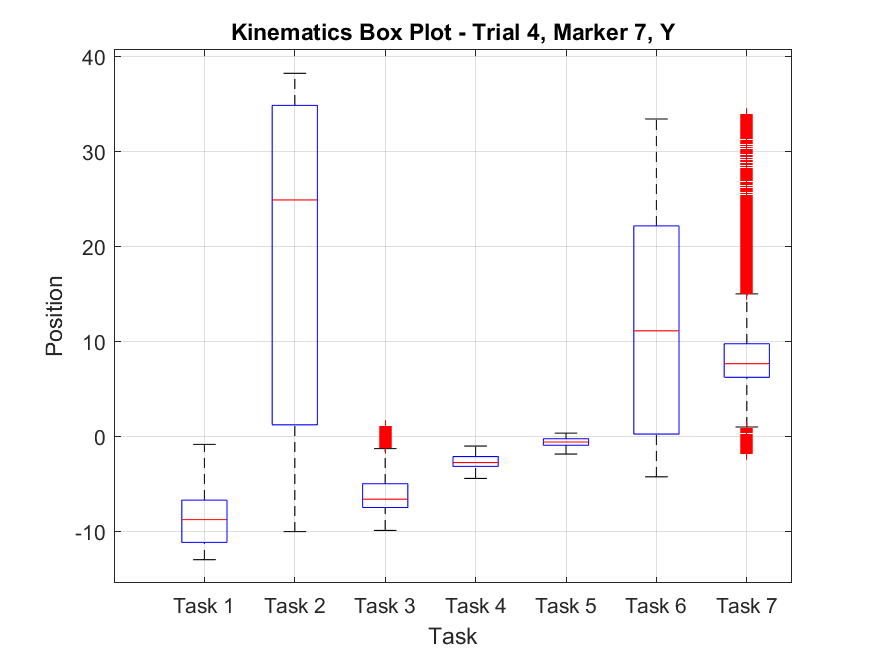 Kinematics Box Plot - Trial 4, Marker 7, Y
40
30
20
10
0
-10
Position
Task 1 Task 2 Task 3 Task 4 Task 5 Task 6 Task 7
Task